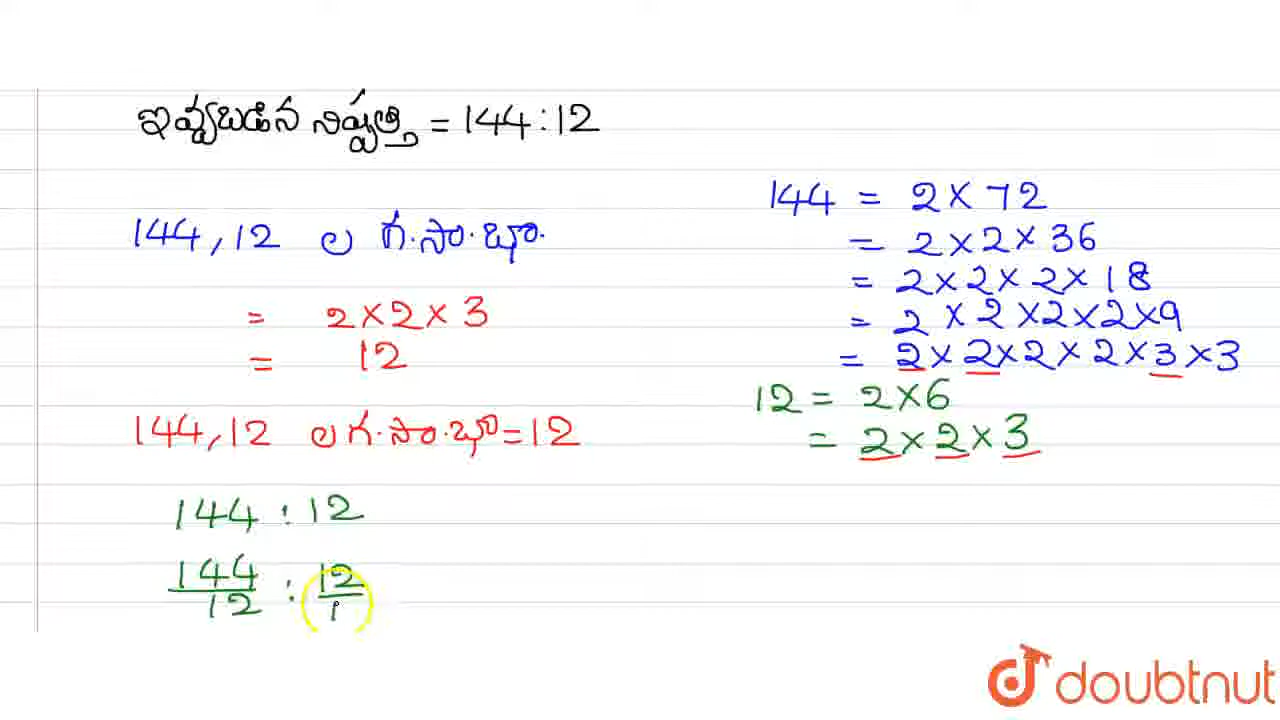 ఇవ్వబడిన నిష్పత్తి = 144 : 12
144, 12 ల గ.సా.భా.
= 2 × 2 × 3
= 12
144, 12 ల గ.సా.భా = 12
144 : 12
144/12 : 12/1
144 = 2 × 72
= 2 × 2 × 36
= 2 × 2 × 2 × 18
= 2 × 2 × 2 × 2 × 9
= 2 × 2 × 2 × 2 × 3 × 3
12 = 2 × 6
= 2 × 2 × 3
doubtnut